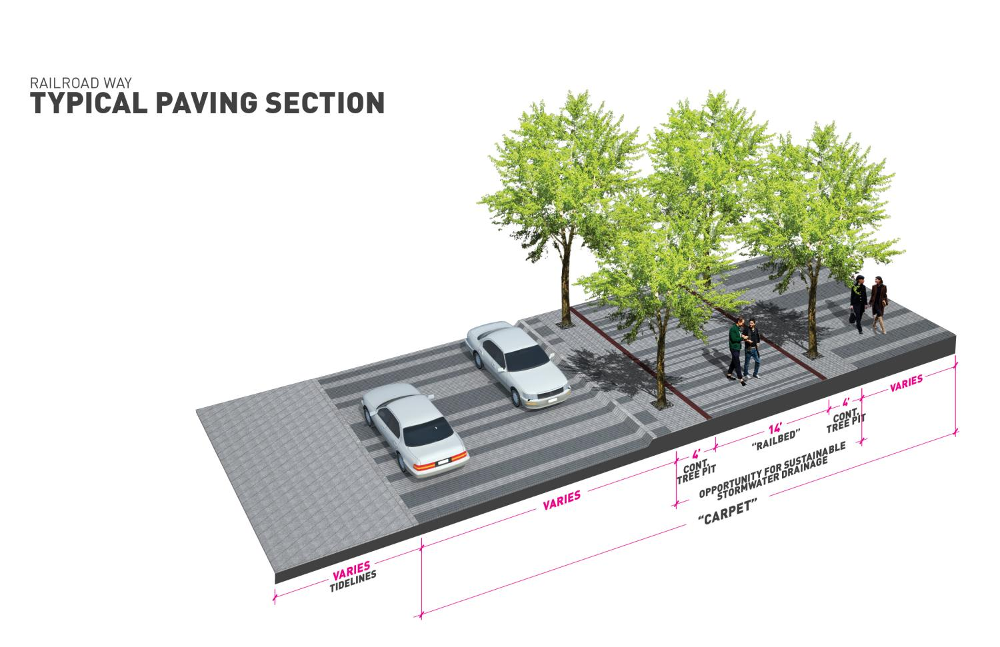 RAILROAD WAY
TYPICAL PAVING SECTION
VARIES
4'
CONT.
TREE PIT
14'
"RAILBED"
OPPORTUNITY FOR SUSTAINABLE
STORMWATER DRAINAGE
4'
CONT.
TREE PIT
VARIES
"CARPET"
VARIES
TIDELINES